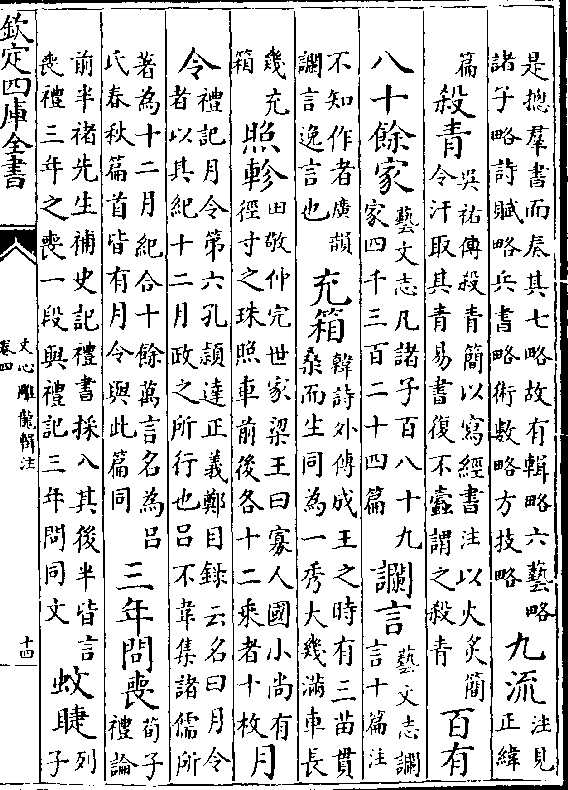 是摠羣書而奏其七略故有輯略六藝略
諸子略詩賦略兵書略術數略方技略
九流
注見
正緯
篇
殺青
吳祐傳殺青簡以寫經書注以火炙簡
令汗取其青易書復不蠧謂之殺青
百有
八十餘家
藝文志凡諸子百八十九
家四千三百二十四篇
讕言
藝文志讕
言十篇注
不知作者廣韻
讕言逸言也
充箱
韓詩外傳成王之時有三苗貫
桑而生同為一秀大幾滿車長
幾充
箱
照軫
田敬仲完世家梁王曰寡人國小尚有
徑寸之珠照車前後各十二乘者十枚
月
令
禮記月令第六孔穎達正義鄭目録云名曰月令
者以其紀十二月政之所行也吕不韋集諸儒所
著為十二月紀合十餘萬言名為吕
氏春秋篇首皆有月令與此篇同
三年問喪
荀子
禮論
前半褚先生補史記禮書採入其後半皆言
喪禮三年之喪一段與禮記三年問同文
蚊睫
列
子
欽定四庫全書
文心雕龍輯注
卷四
十四